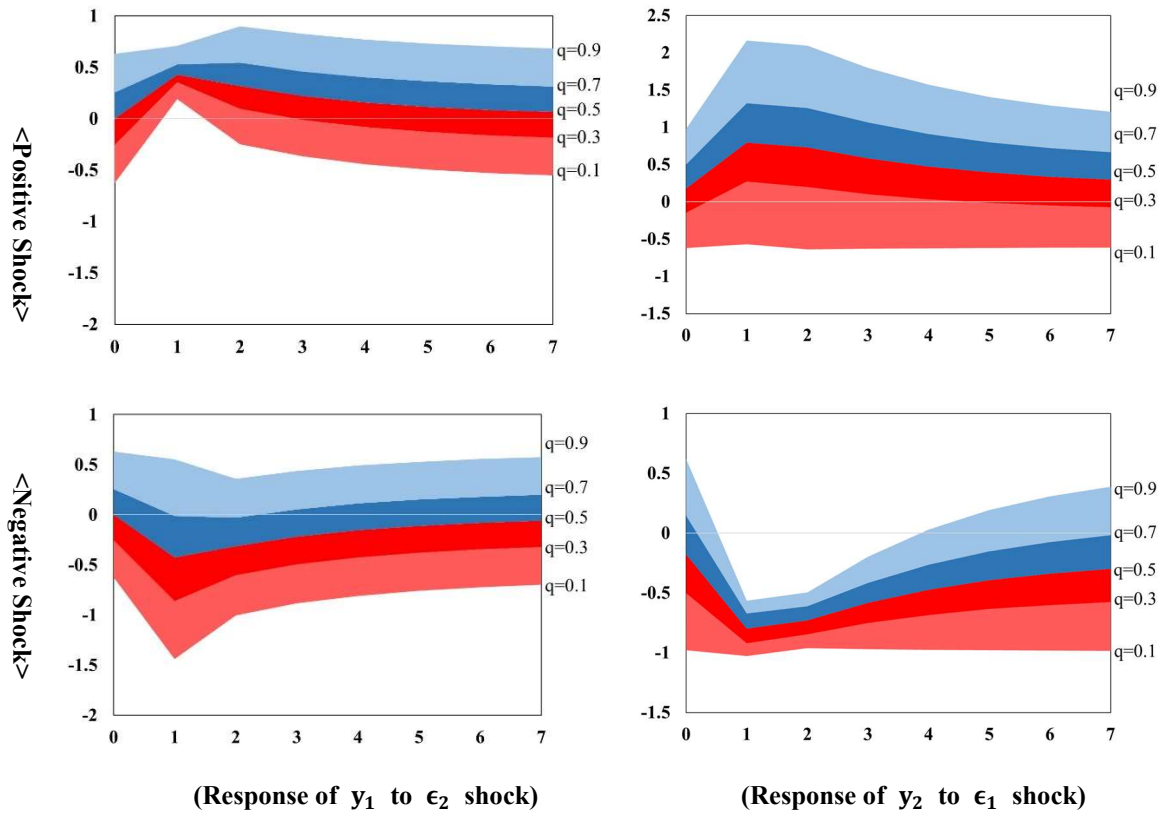 <Positive Shock>
1
0.5
0
-0.5
-1
-1.5
-2
0 1 2 3 4 5 6 7
q=0.9
q=0.7
q=0.5
q=0.3
q=0.1
2.5
2
1.5
1
0.5
0
-0.5
-1
-1.5
0 1 2 3 4 5 6 7
q=0.9
q=0.7
q=0.5
q=0.3
q=0.1
<Negative Shock>
1
0.5
0
-0.5
-1
-1.5
-2
0 1 2 3 4 5 6 7
q=0.9
q=0.7
q=0.5
q=0.3
q=0.1
1
0.5
0
-0.5
-1
-1.5
0 1 2 3 4 5 6 7
q=0.9
q=0.7
q=0.5
q=0.3
q=0.1
(Response of y₁ to ϵ₂ shock)
(Response of y₂ to ϵ₁ shock)